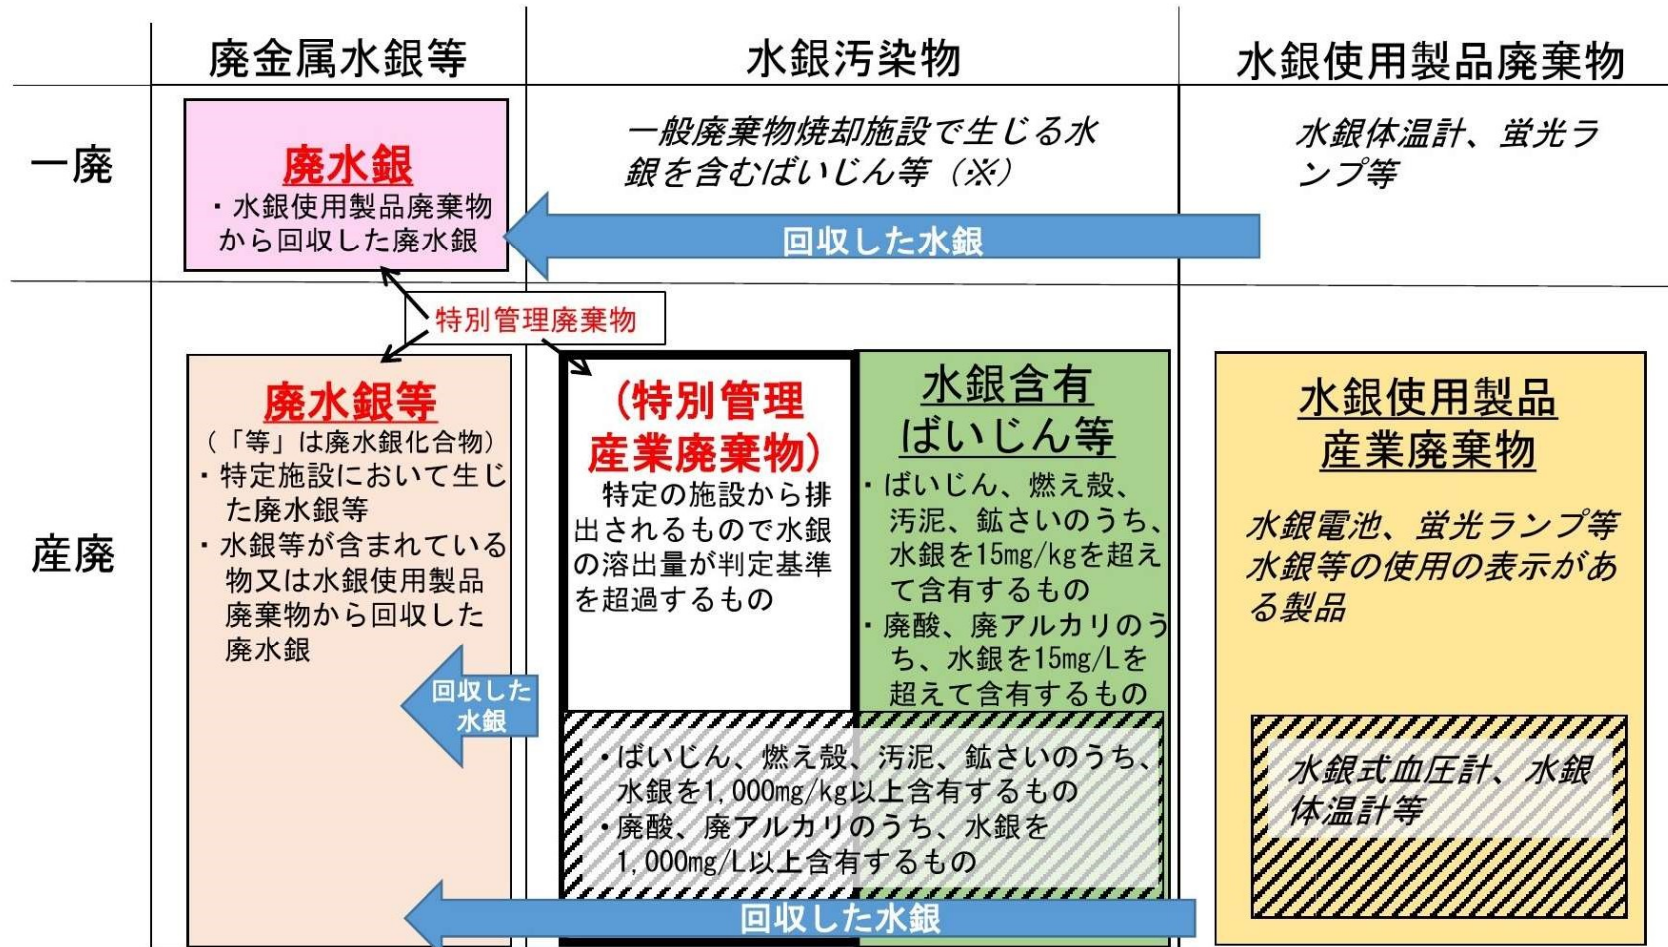 廃金属水銀等
水銀汚染物
水銀使用製品廃棄物
一廃
廃水銀
・水銀使用製品廃棄物
から回収した廃水銀
一般廃棄物焼却施設で生じる水
銀を含むばいじん等（※）
水銀体温計、蛍光ラ
ンプ等
回収した水銀
特別管理廃棄物
産廃
廃水銀等
（「等」は廃水銀化合物）
・特定施設において生じ
た廃水銀等
・水銀等が含まれている
物又は水銀使用製品
廃棄物から回収した
廃水銀
回収した
水銀
（特別管理
産業廃棄物）
特定の施設から排
出されるもので水銀
の溶出量が判定基準
を超過するもの
水銀含有
ばいじん等
・ばいじん、燃え殻、
汚泥、鉱さいのうち、
水銀を15mg/kgを超え
て含有するもの
・廃酸、廃アルカリのう
ち、水銀を15mg/Lを
超えて含有するもの
・ばいじん、燃え殻、汚泥、鉱さいのうち、
水銀を1,000mg/kg以上含有するもの
・廃酸、廃アルカリのうち、水銀を
1,000mg/L以上含有するもの
回収した水銀
水銀使用製品
産業廃棄物
水銀電池、蛍光ランプ等
水銀等の使用の表示があ
る製品
水銀式血圧計、水銀
体温計等